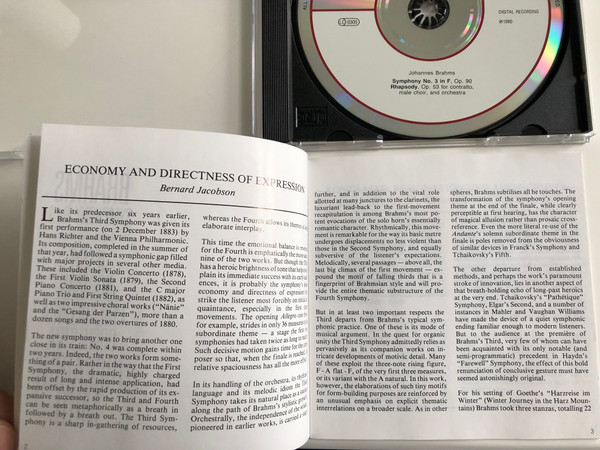 DIGITAL RECORDING
Johannes Brahms
Symphony No. 3 in F, Op. 90
Rhapsody, Op. 53 for contralto,
male choir, and orchestra
ECONOMY AND DIRECTNESS OF EXPRESSION
Bernard Jacobson
Like its predecessor six years earlier,
Brahms's Third Symphony was given its
first performance (on 2 December 1883) by
Hans Richter and the Vienna Philharmonic.
Its composition, completed in the summer of
that year, had followed a symphonic gap filled
with major projects in several other media.
These included the Violin Concerto (1878),
the First Violin Sonata (1879), the Second
Piano Concerto (1881), and the C major
Piano Trio and First String Quintet (1882), as
well as two impressive choral works ("Nänie"
and the "Gesang der Parzen"), more than a
dozen songs and the two overtures of 1880.
The new symphony was to bring another one
close in its train: No. 4 was complete within
two years. Indeed, the two works form some-
thing of a pair. Rather in the way that the First
Symphony, the dramatic, highly charged
result of long and intense application, had
been offset by the rapid production of its ex-
pansive successor, so the Third and Fourth
can be seen metaphorically as a breath in
followed by a breath out. The Third Sym-
phony is a sharp in-gathering of resources,
2
whereas the Fourth allows its
elaborate interplay.
This time the emotional balance is
for the Fourth is emphatically the
nine of the two works. But though
has a heroic brightness of tone that
plain its immediate success with
ences, it is probably the symphony's
economy and directness of
strike the listener most forcibly on
quaintance, especially in the first
movements. The opening Allegro
for example, strides in only 36 measures
subordinate theme — a stage the
symphonies had taken twice as long to
Such decisive motion gains time for
poser so that, when the finale is reached,
relative spaciousness has all the more
In its handling of the orchestra, its
language and its melodic idiom the
Symphony takes its natural place as a
along the path of Brahms's stylistic
Orchestrally, the independence of the
pioneered in earlier works, is carried a
further, and in addition to the vital role
allotted at many junctures to the clarinets, the
luxuriant lead-back to the first-movement
recapitulation is among Brahms's most po-
tent evocations of the solo horn's essentially
romantic character. Rhythmically, this move-
ment is remarkable for the way its basic metre
undergoes displacements no less violent than
those in the Second Symphony, and equally
subversive of the listener's expectations.
Melodically, several passages — above all, the
last big climax of the first movement — ex-
pound the motif of falling thirds that is a
fingerprint of Brahmsian style and will pro-
vide the entire thematic substructure of the
Fourth Symphony.
But in at least two important respects the
Third departs from Brahms's typical sym-
phonic practice. One of these is its mode of
musical argument. In the quest for organic
unity the Third Symphony admittedly relies as
pervasively as its companion works on in-
tricate developments of motivic detail. Many
of these exploit the three-note rising figure,
F - A flat - F, of the very first three measures,
or its variant with the A natural. In this work,
however, the elaborations of such tiny motifs
for form-building purposes are reinforced by
an unusual emphasis on explicit thematic
interrelations on a broader scale. As in other
spheres, Brahms subtilises all he touches. The
transformation of the symphony's opening
theme at the end of the finale, while clearly
perceptible at first hearing, has the character
of magical allusion rather than prosaic cross-
reference. Even the more literal re-use of the
Andante's solemn subordinate theme in the
finale is poles removed from the obviousness
of similar devices in Franck's Symphony and
Tchaikovsky's Fifth.
The other departure from established
methods, and perhaps the work's paramount
stroke of innovation, lies in another aspect of
that breath-holding echo of long-past heroics
at the very end. Tchaikovsky's "Pathétique"
Symphony, Elgar's Second, and a number of
instances in Mahler and Vaughan Williams
have made the device of a quiet symphonic
ending familiar enough to modern listeners.
But to the audience at the première of
Brahms's Third, very few of whom can have
been acquainted with its only notable (and
semi-programmatic) precedent in Haydn's
"Farewell" Symphony, the effect of this bold
renunciation of conclusive gesture must have
seemed astonishingly original.
For his setting of Goethe's "Harzreise im
Winter" (Winter Journey in the Harz Moun-
tains) Brahms took three stanzas, totalling 22
3